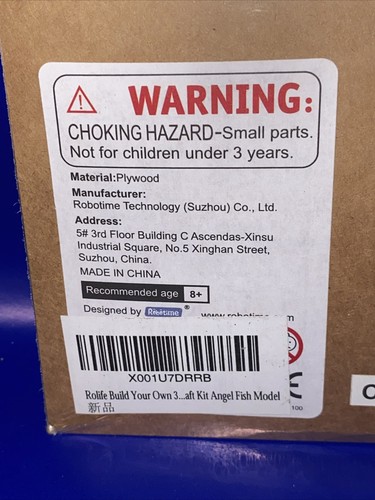 WARNING:
CHOKING HAZARD-Small parts.
Not for children under 3 years.
Material:Plywood
Manufacturer:
Robotime Technology (Suzhou) Co., Ltd.
Address:
5# 3rd Floor Building C Ascendas-Xinsu
Industrial Square, No.5 Xinghan Street,
Suzhou, China.
MADE IN CHINA
Recommended age 8+
Designed by Robotime ®
X001U7DRRB
Rolife Build Your Own 3...aft Kit Angel Fish Model
新品
100